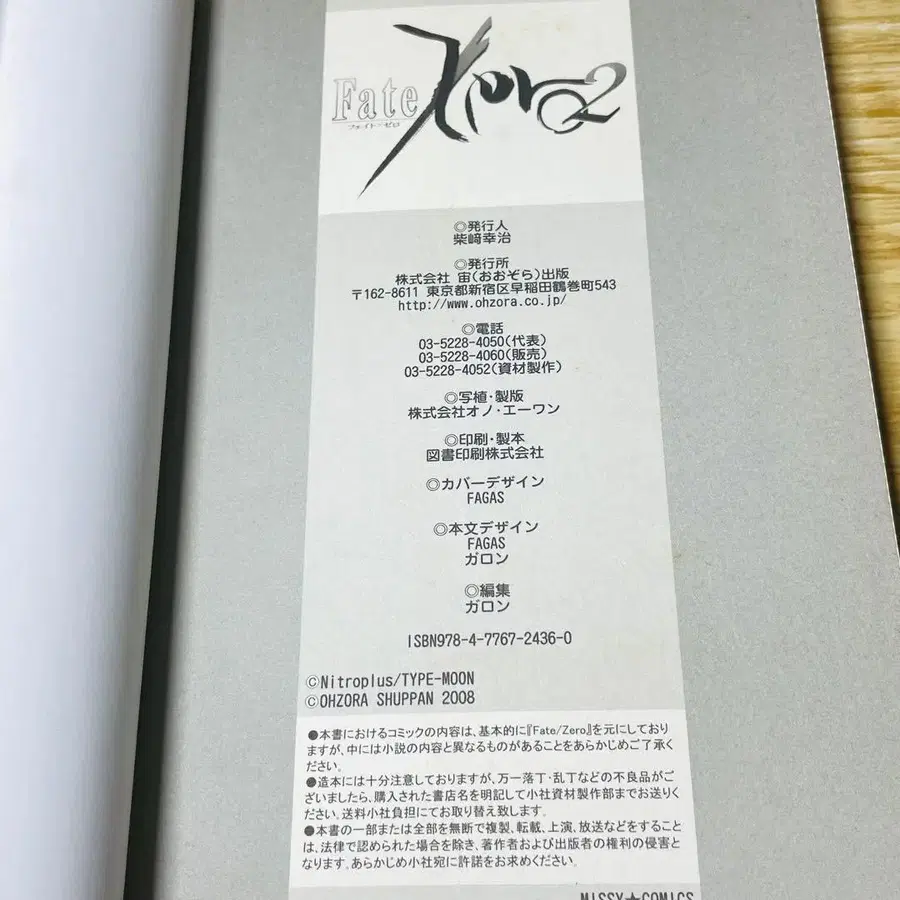 Fate Zero 2
フェイト/ゼロ
◎発行人
柴﨑幸治
◎発行所
株式会社 宙(おおぞら)出版
〒162-8611 東京都新宿区早稲田鶴巻町543
http://www.ohzora.co.jp/
◎電話
03-5228-4050(代表)
03-5228-4060(販売)
03-5228-4052(資材製作)
◎写植・製版
株式会社オノ・エーワン
◎印刷・製本
図書印刷株式会社
◎カバーデザイン
FAGAS
◎本文デザイン
FAGAS
ガロン
◎編集
ガロン
ISBN978-4-7767-2436-0
©Nitroplus/TYPE-MOON
©OHZORA SHUPPAN 2008
●本書におけるコミックの内容は、基本的に『Fate/Zero』を元にしており
ますが、中には小説の内容と異なるものがあることをあらかじめご了承く
ださい。
●造本には十分注意しておりますが、万一落丁・乱丁などの不良品がご
ざいましたら、購入された書店名を明記して小社資材製作部までお送りく
ださい。送料小社負担にてお取り替え致します。
●本書の一部または全部を無断で複製、転載、上演、放送などをすること
は、法律で認められた場合を除き、著作者および出版者の権利の侵害と
なります。あらかじめ小社宛に許諾をお求めください。
MISSY★COMICS